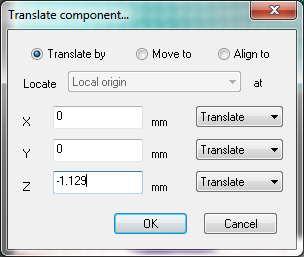 Translate component...
Translate by Move to Align to
Locate Local origin at
X 0 mm Translate
Y 0 mm Translate
Z -1.129 mm Translate
OK Cancel